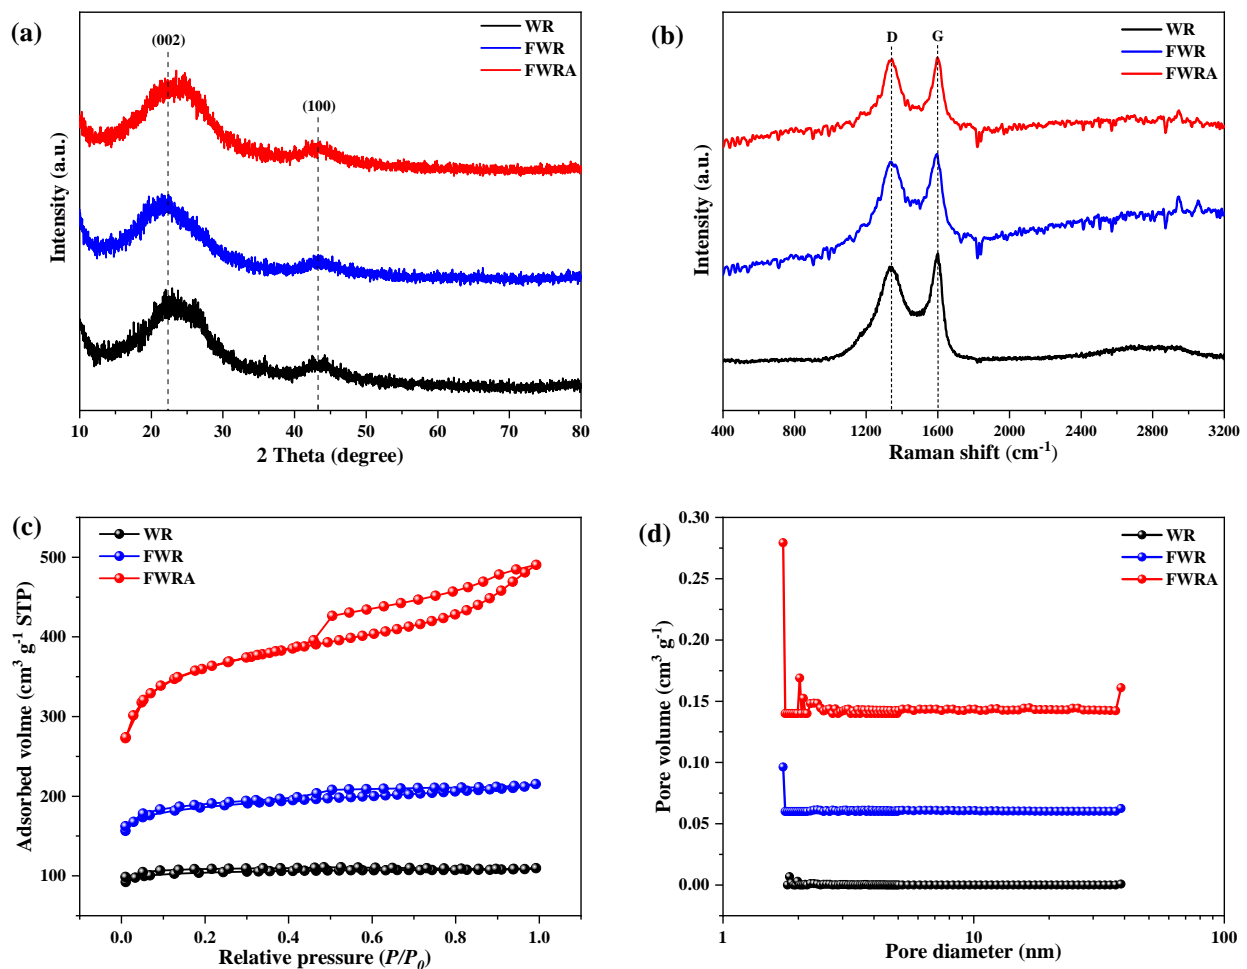 (a)
WR
FWR
FWRA
(002)
(100)
Intensity (a.u.)
10 20 30 40 50 60 70 80
2 Theta (degree)
(b)
D G
WR
FWR
FWRA
Intensity (a.u.)
400 800 1200 1600 2000 2400 2800 3200
Raman shift (cm⁻¹)
(c)
WR
FWR
FWRA
500
400
300
200
100
Adsorbed volme (cm³ g⁻¹ STP)
0.0 0.2 0.4 0.6 0.8 1.0
Relative pressure (P/P₀)
(d)
WR
FWR
FWRA
0.30
0.25
0.20
0.15
0.10
0.05
0.00
Pore volume (cm³ g⁻¹)
1 10 100
Pore diameter (nm)